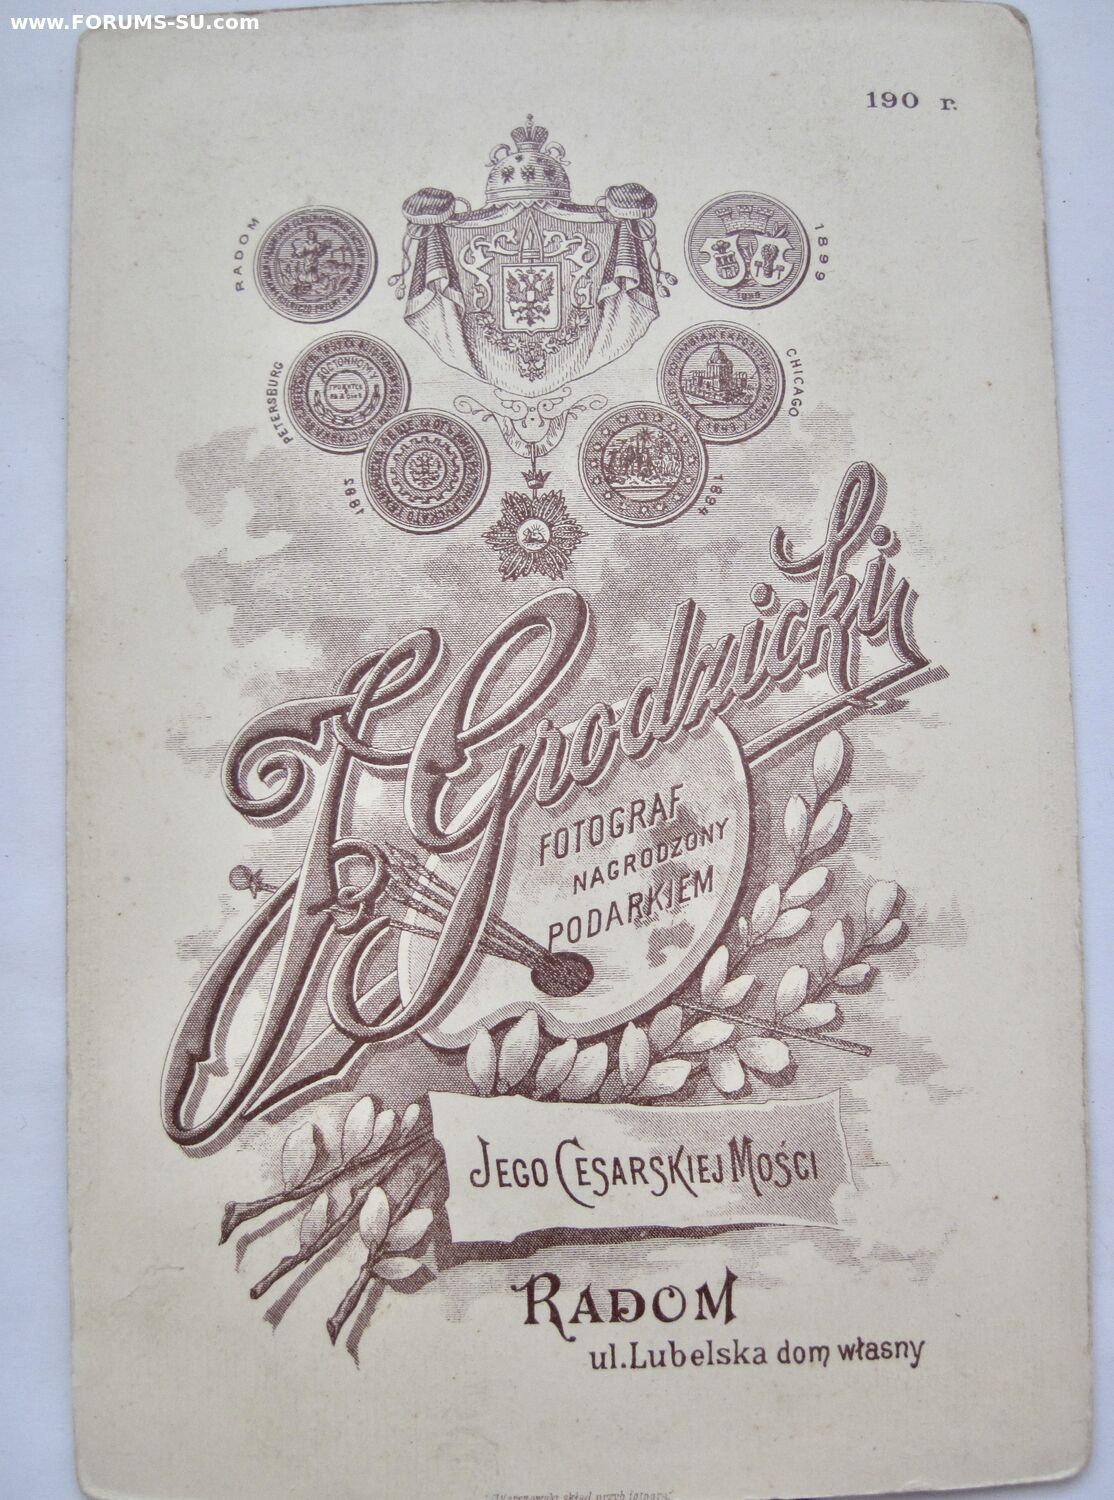 www.FORUMS-SU.com
190 r.
RADOM
1899
PETERSBURG
CHICAGO
1882
1894
J Grodzicki
FOTOGRAF
NAGRODZONY
PODARKIEM
JEGO CESARSKIEJ MOŚCI
RADOM
ul. Lubelska dom własny